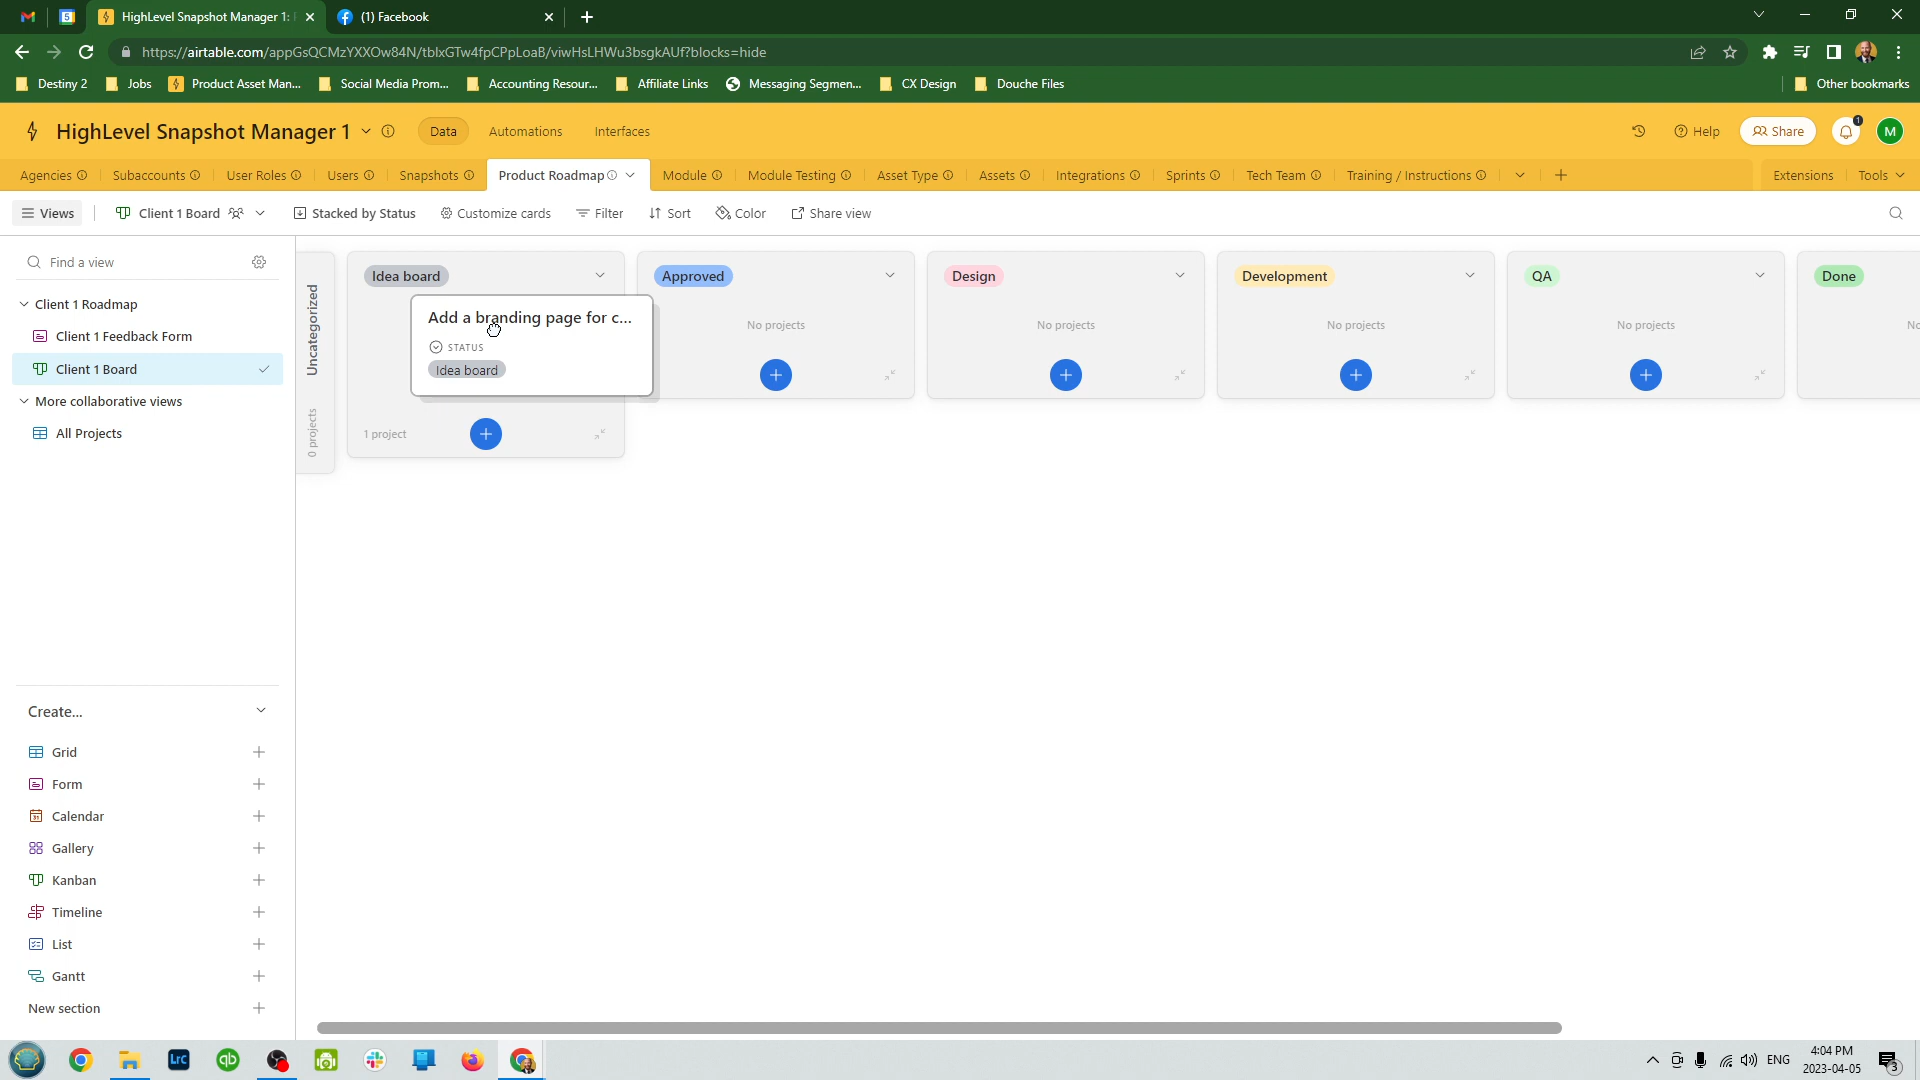 HighLevel Snapshot Manager 1:
(1) Facebook
https://airtable.com/appGsQCMzYXXOw84N/tblxGTw4fpCPpLoaB/viwHsLHWu3bsgkAUf?blocks=hide
Destiny 2
Jobs
Product Asset Man...
Social Media Prom...
Accounting Resour...
Affiliate Links
Messaging Segmen...
CX Design
Douche Files
Other bookmarks
HighLevel Snapshot Manager 1
Data
Automations
Interfaces
Help
Share
1
M
Agencies
Subaccounts
User Roles
Users
Snapshots
Product Roadmap
Module
Module Testing
Asset Type
Assets
Integrations
Sprints
Tech Team
Training / Instructions
Extensions
Tools
Views
Client 1 Board
Stacked by Status
Customize cards
Filter
Sort
Color
Share view
Find a view
Client 1 Roadmap
Client 1 Feedback Form
Client 1 Board
More collaborative views
All Projects
Uncategorized
0 projects
Idea board
Add a branding page for c...
STATUS
Idea board
1 project
Approved
No projects
Design
No projects
Development
No projects
QA
No projects
Done
No
Create...
Grid
Form
Calendar
Gallery
Kanban
Timeline
List
Gantt
New section
Lrc
qb
ENG
4:04 PM
2023-04-05
3